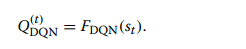 Q_{DQN}^{(t)} = F_{DQN}(s_t).